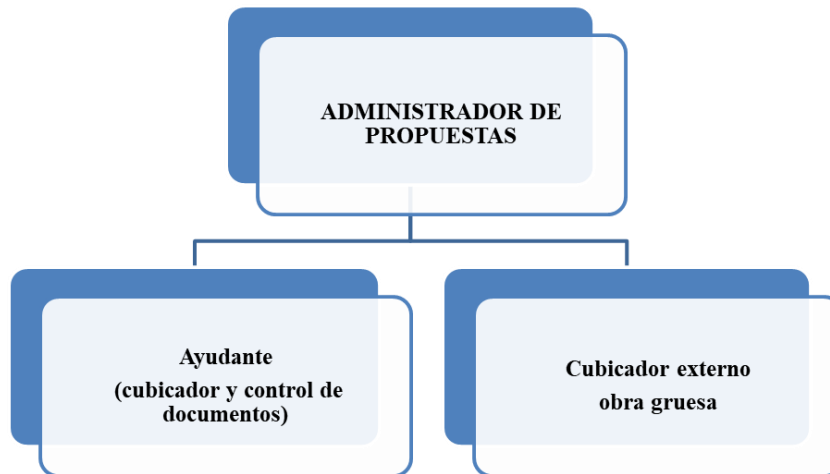 ADMINISTRADOR DE
PROPUESTAS
Ayudante
(cubicador y control de
documentos)
Cubicador externo
obra gruesa